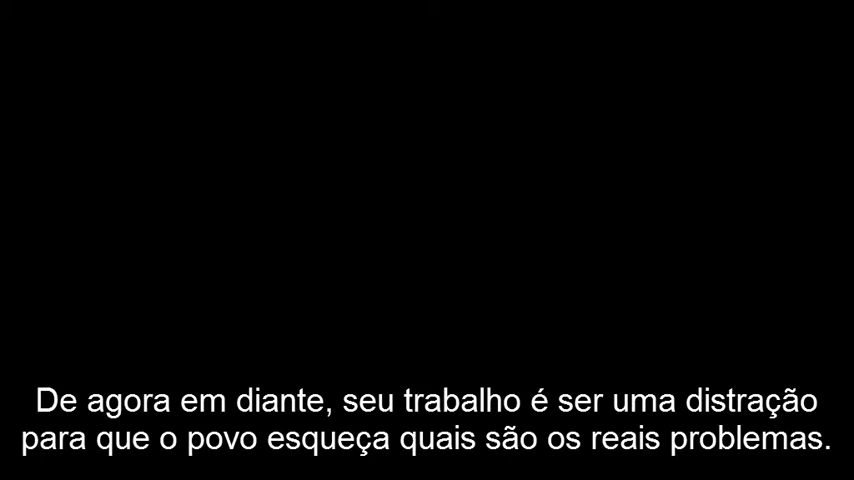 De agora em diante, seu trabalho é ser uma distração
para que o povo esqueça quais são os reais problemas.